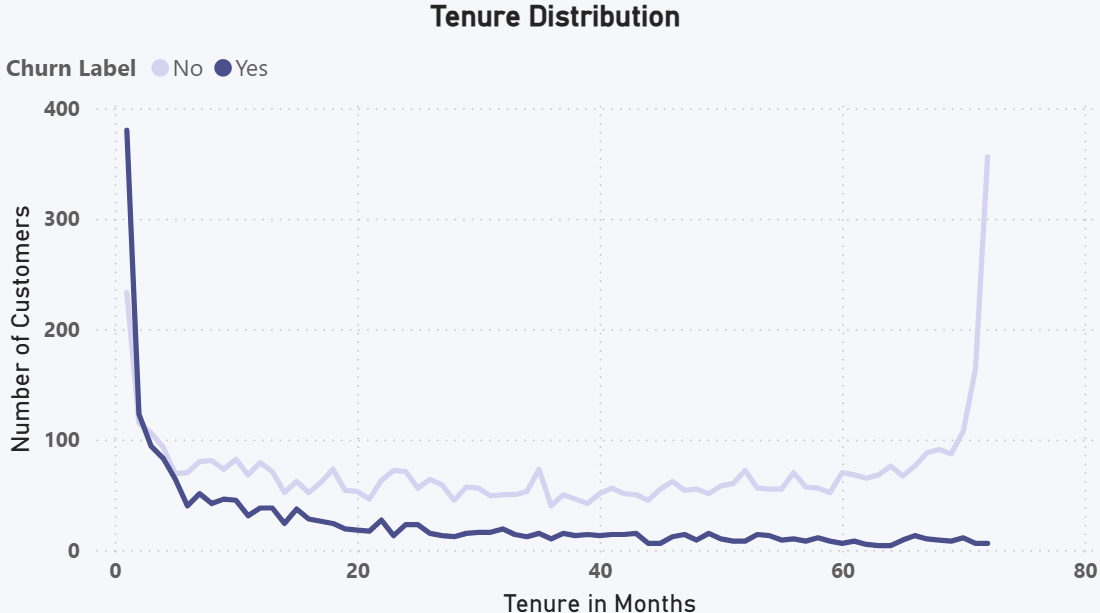 Tenure Distribution
Churn Label No Yes
400
300
200
100
0
Number of Customers
0 20 40 60 80
Tenure in Months